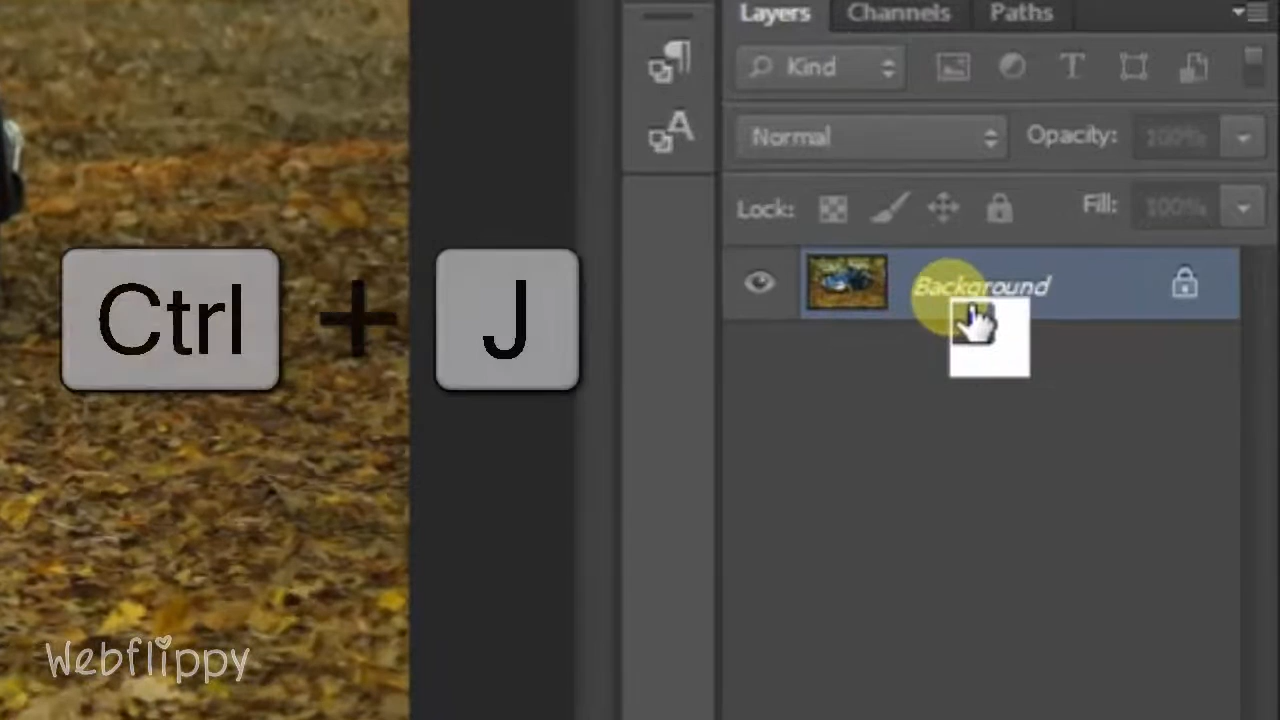 Layers Channels Paths
Kind
Normal Opacity: 100%
Lock: Fill: 100%
Background
Ctrl + J
Webflippy